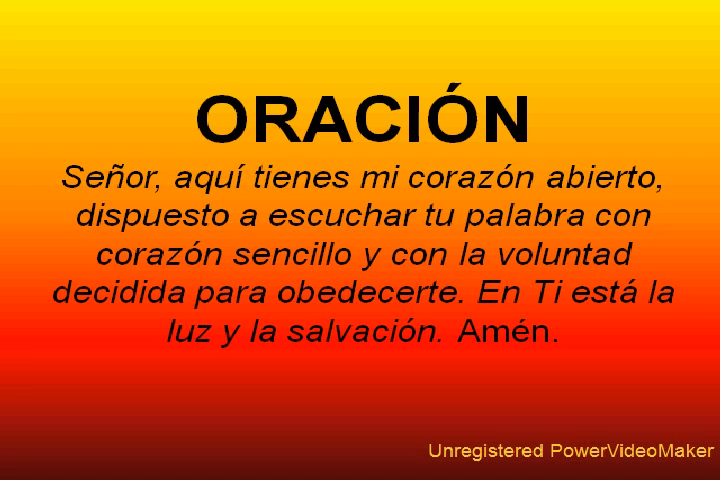 ORACIÓN
Señor, aquí tienes mi corazón abierto,
dispuesto a escuchar tu palabra con
corazón sencillo y con la voluntad
decidida para obedecerte. En Ti está la
luz y la salvación. Amén.
Unregistered PowerVideoMaker